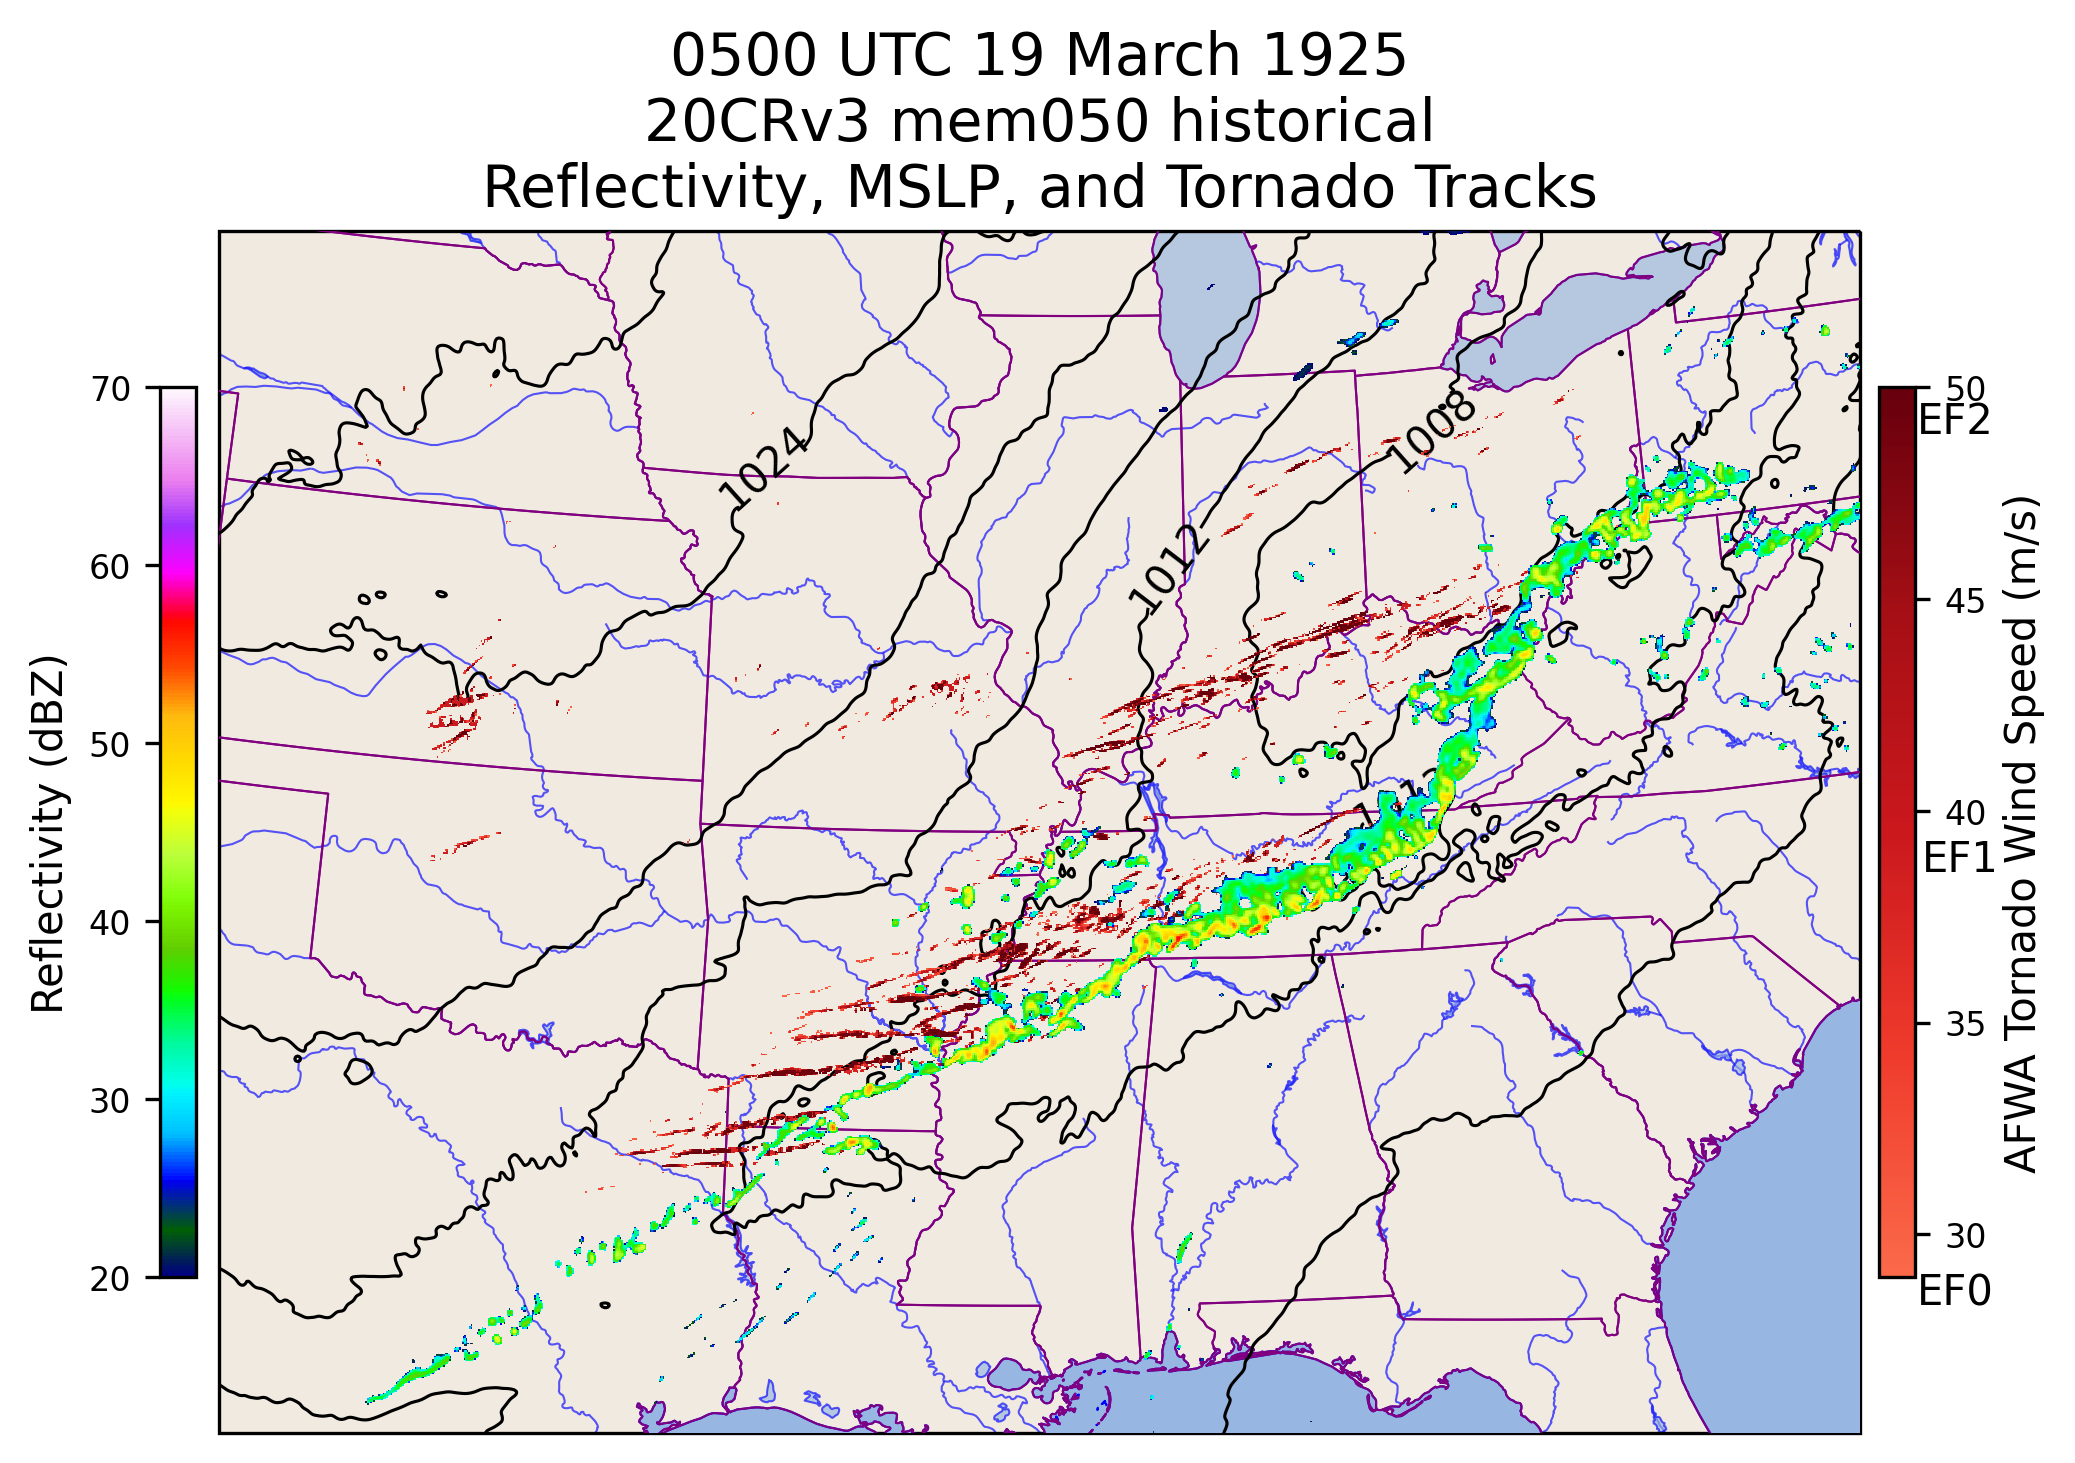 0500 UTC 19 March 1925
20CRv3 mem050 historical
Reflectivity, MSLP, and Tornado Tracks
70
60
50
40
30
20
Reflectivity (dBZ)
1024
1012
1008
50
EF2
45
40
EF1
35
30
EF0
AFWA Tornado Wind Speed (m/s)